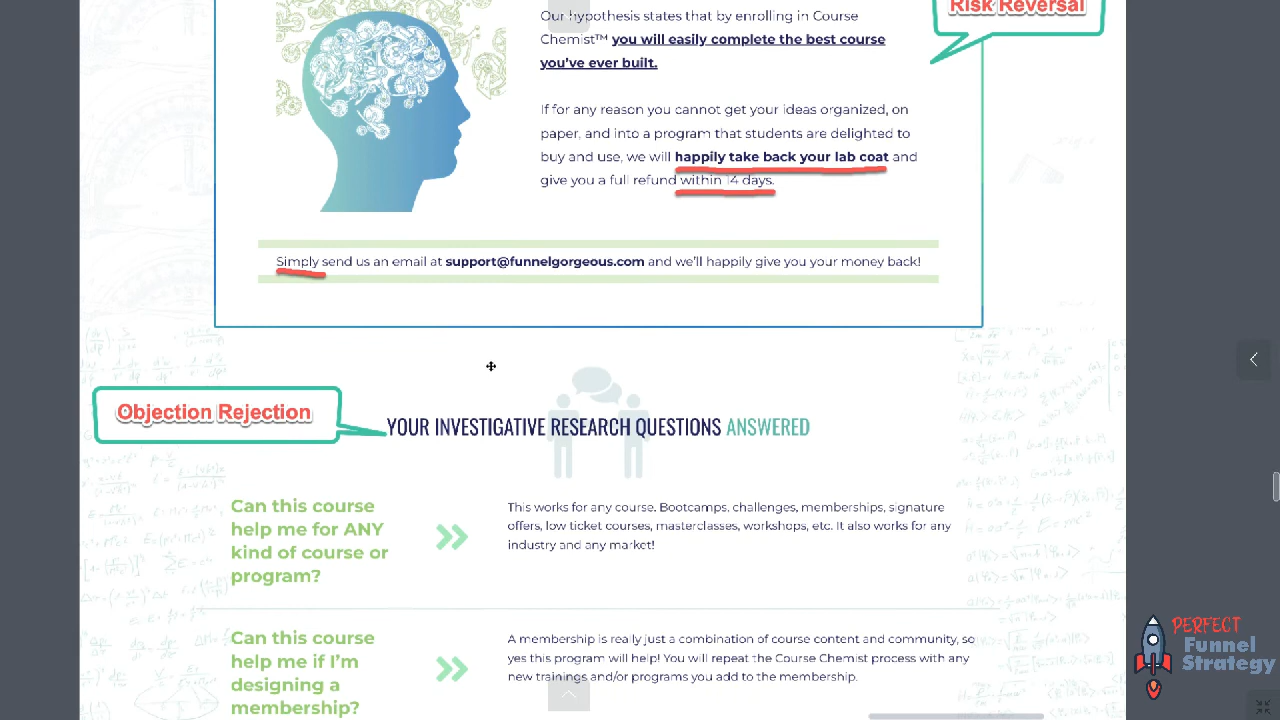 Risk Reversal
Our hypothesis states that by enrolling in Course
Chemist™ you will easily complete the best course
you've ever built.
If for any reason you cannot get your ideas organized, on
paper, and into a program that students are delighted to
buy and use, we will happily take back your lab coat and
give you a full refund within 14 days.
Simply send us an email at support@funnelgorgeous.com and we'll happily give you your money back!
Objection Rejection
YOUR INVESTIGATIVE RESEARCH QUESTIONS ANSWERED
Can this course
help me for ANY
kind of course or
program?
This works for any course. Bootcamps, challenges, memberships, signature
offers, low ticket courses, masterclasses, workshops, etc. It also works for any
industry and any market!
Can this course
help me if I'm
designing a
membership?
A membership is really just a combination of course content and community, so
yes this program will help! You will repeat the Course Chemist process with any
new trainings and/or programs you add to the membership.
PERFECT
Funnel
Strategy